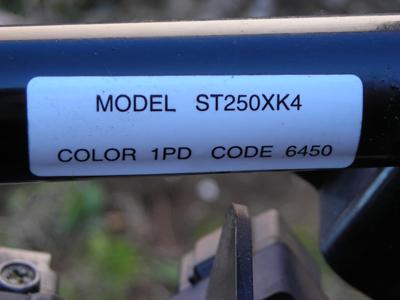 MODEL ST250XK4
COLOR 1PD CODE 6450